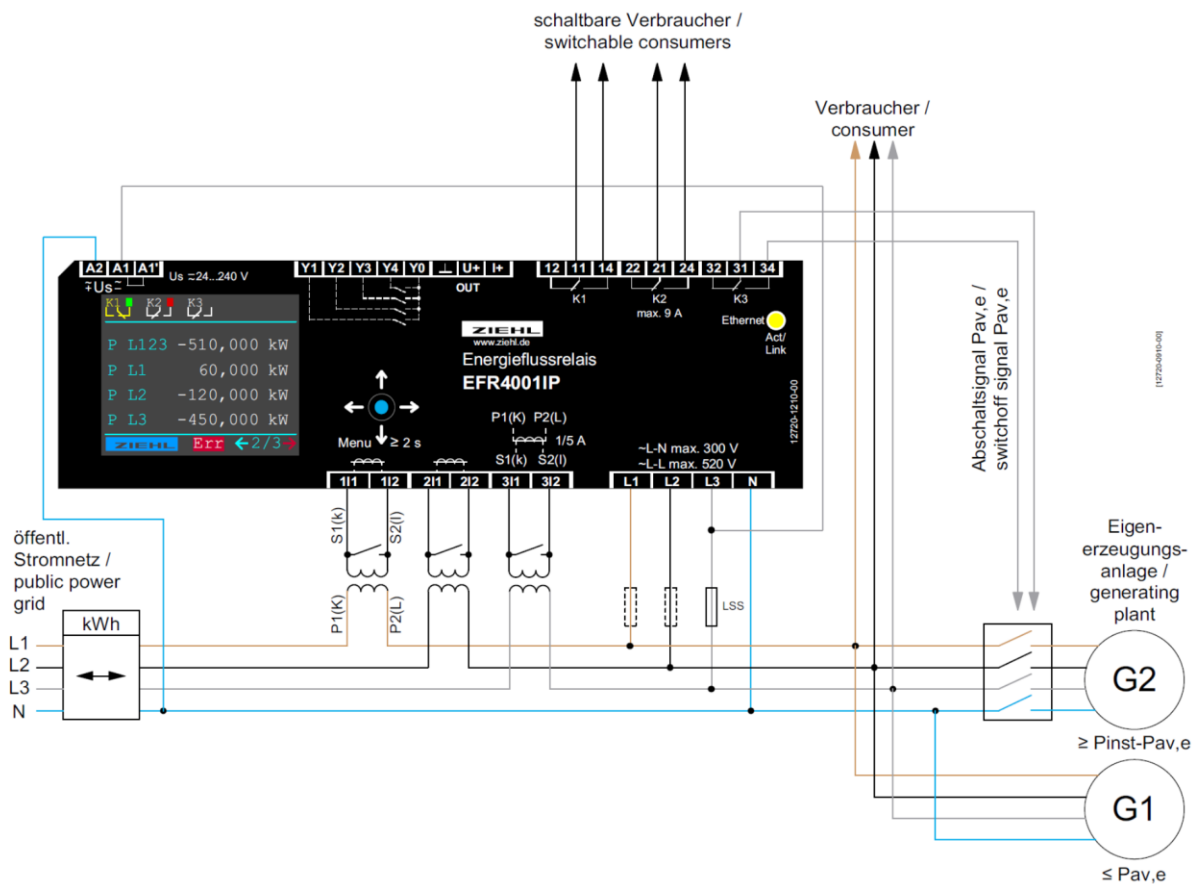 schaltbare Verbraucher /
switchable consumers
Verbraucher /
consumer
A2 A1 A1' Us ≂24...240 V
∓Us≂
Y1 Y2 Y3 Y4 Y0 ⊥ U+ I+
OUT
12 11 14 22 21 24 32 31 34
K1 K2 K3
max. 9 A
K1 K2 K3
P L123 -510,000 kW
P L1 60,000 kW
P L2 -120,000 kW
P L3 -450,000 kW
ZIEHL Err ←2/3→
ZIEHL
www.ziehl.de
Energieflussrelais
EFR4001IP
Ethernet
Act/
Link
12720-1210-00
Menu ≥ 2 s
P1(K) P2(L)
1/5 A
S1(k) S2(l)
~L-N max. 300 V
~L-L max. 520 V
1I1 1I2 2I1 2I2 3I1 3I2 L1 L2 L3 N
Abschaltsignal Pav,e /
switchoff signal Pav,e
[12720-0910-00]
S1(k) S2(l)
P1(K) P2(L)
LSS
öffentl.
Stromnetz /
public power
grid
kWh
L1
L2
L3
N
Eigen-
erzeugungs-
anlage /
generating
plant
G2
≥ Pinst-Pav,e
G1
≤ Pav,e